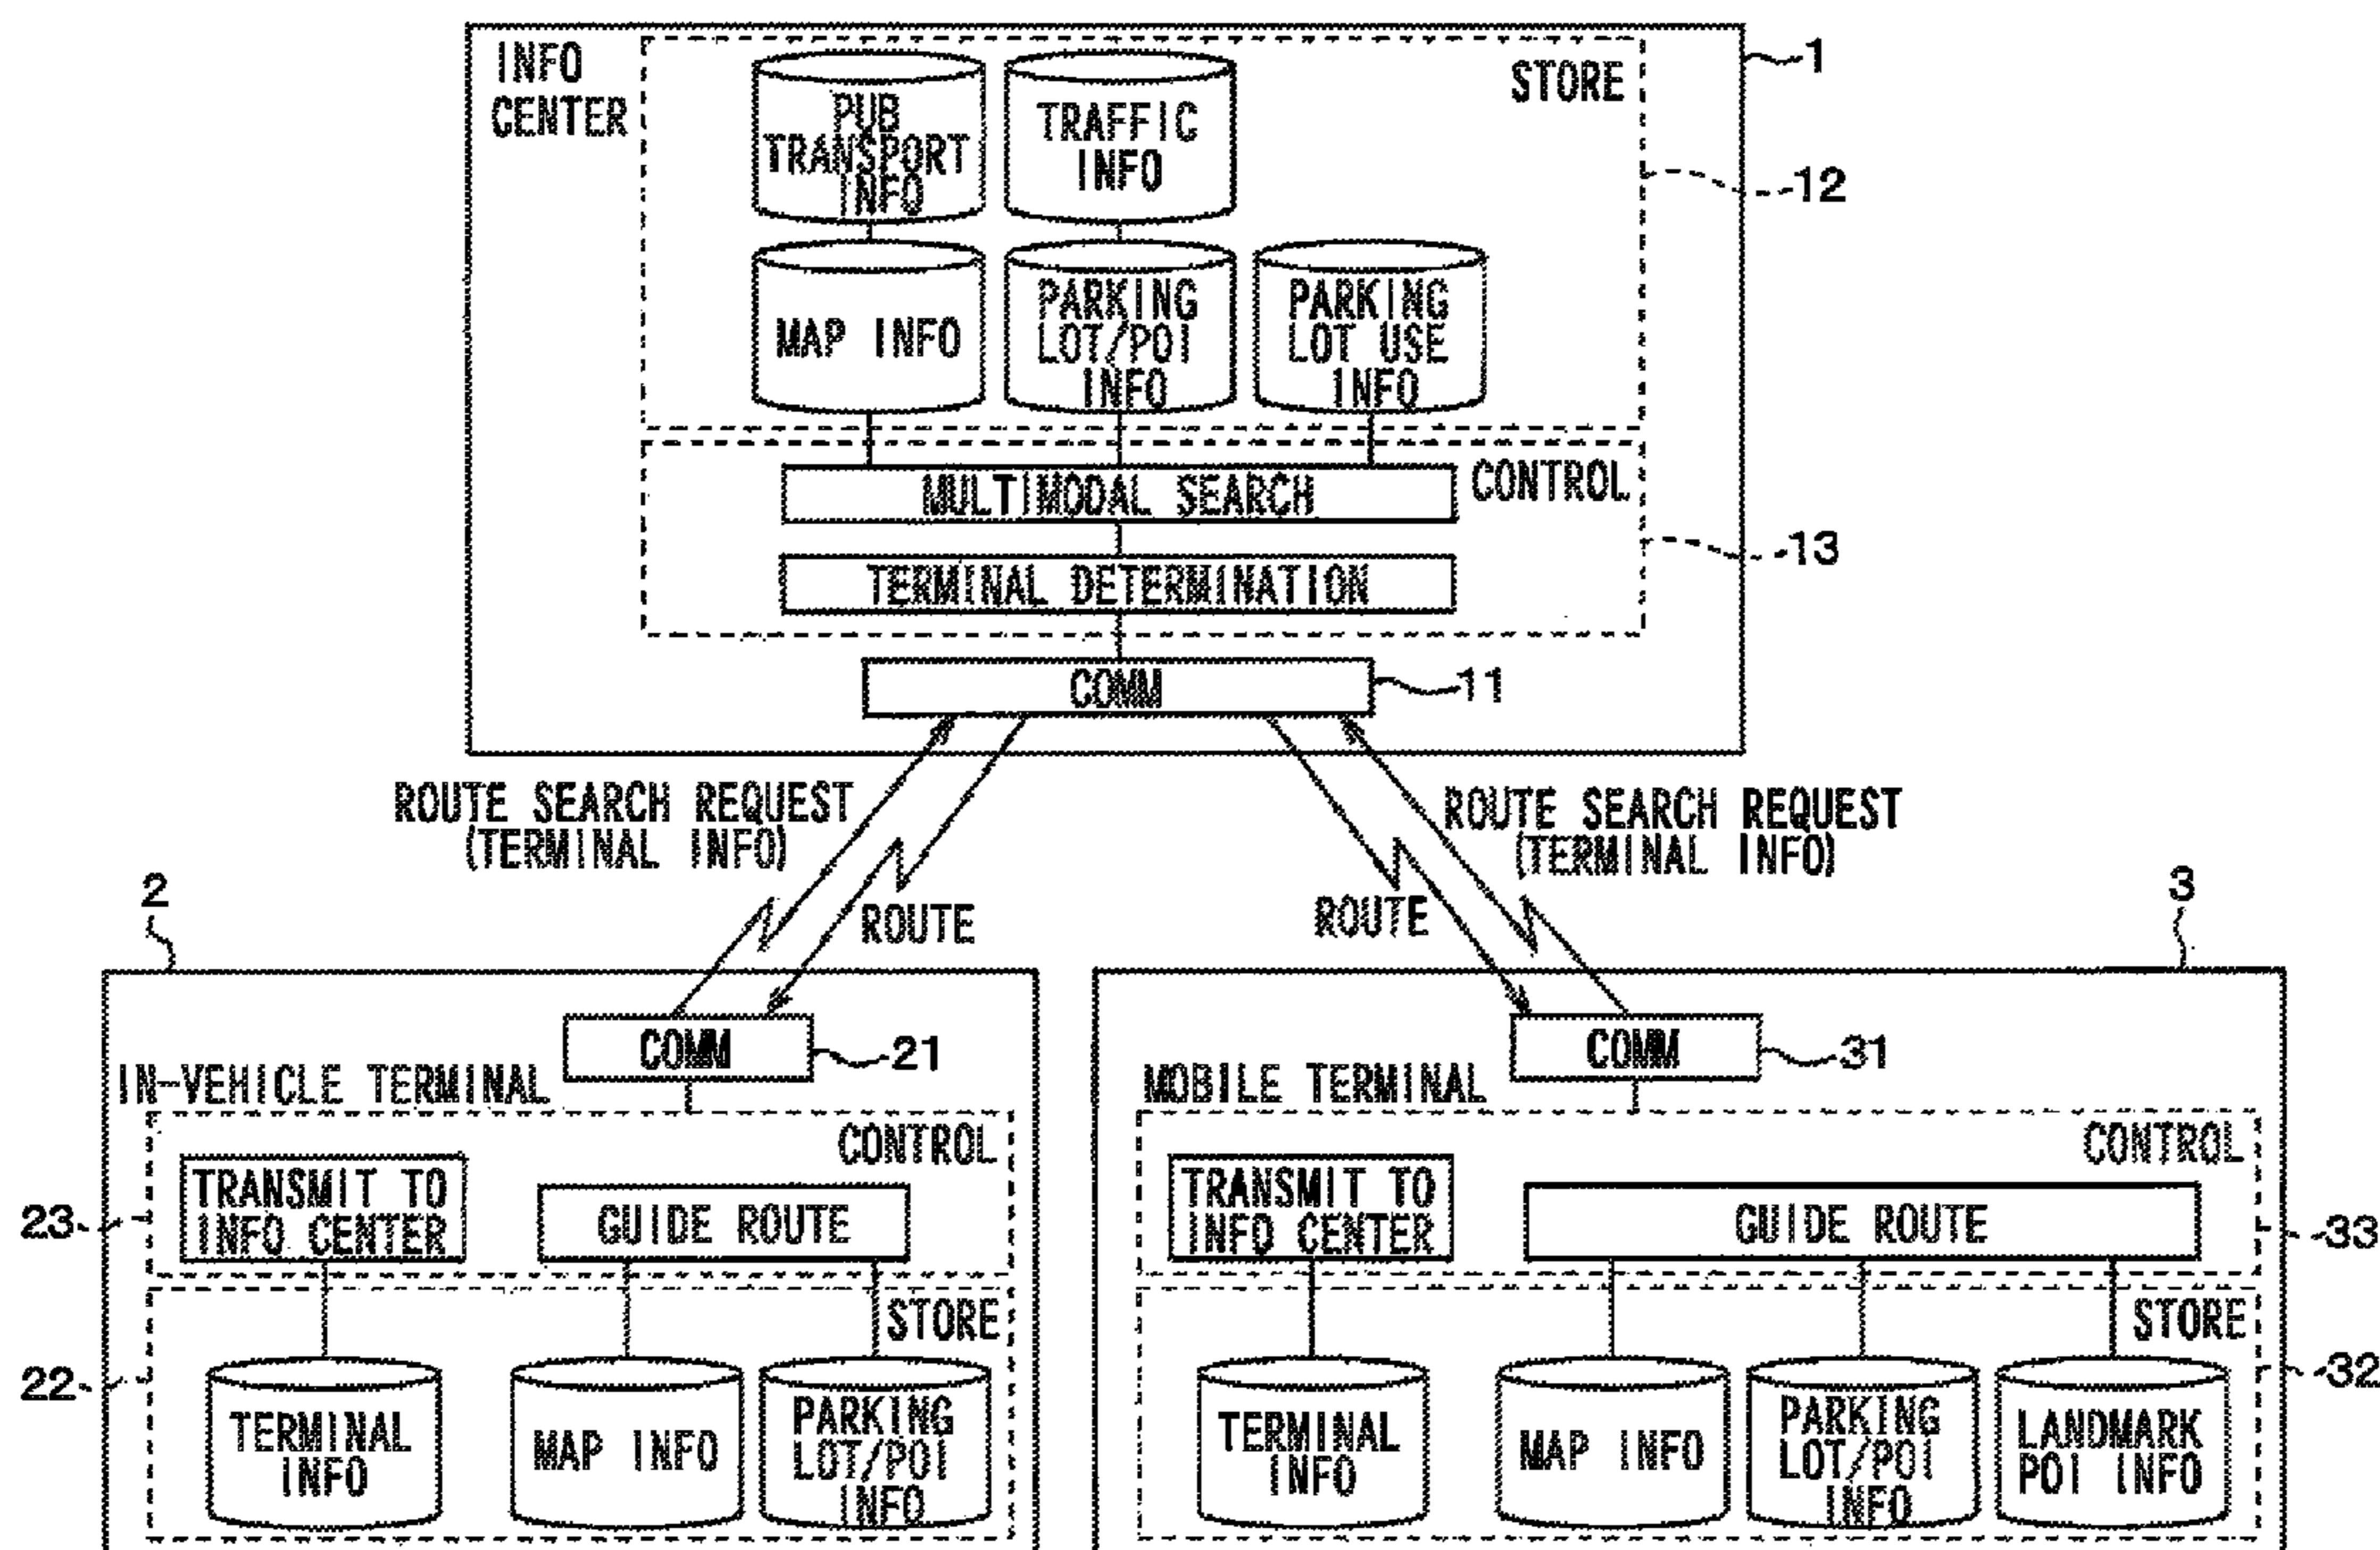 INFO
CENTER
STORE
1
PUB
TRANSPORT
INFO
TRAFFIC
INFO
12
MAP INFO
PARKING
LOT/POI
INFO
PARKING
LOT USE
INFO
MULTIMODAL SEARCH
CONTROL
13
TERMINAL DETERMINATION
COMM
11
ROUTE SEARCH REQUEST
(TERMINAL INFO)
ROUTE
ROUTE SEARCH REQUEST
(TERMINAL INFO)
ROUTE
2
COMM
21
IN-VEHICLE TERMINAL
CONTROL
TRANSMIT TO
INFO CENTER
GUIDE ROUTE
23
STORE
22
TERMINAL
INFO
MAP INFO
PARKING
LOT/POI
INFO
3
COMM
31
MOBILE TERMINAL
CONTROL
TRANSMIT TO
INFO CENTER
GUIDE ROUTE
33
STORE
32
TERMINAL
INFO
MAP INFO
PARKING
LOT/POI
INFO
LANDMARK
POI INFO